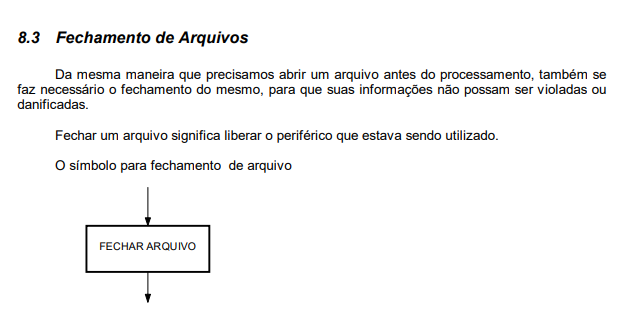 8.3 Fechamento de Arquivos
Da mesma maneira que precisamos abrir um arquivo antes do processamento, também se
faz necessário o fechamento do mesmo, para que suas informações não possam ser violadas ou
danificadas.
Fechar um arquivo significa liberar o periférico que estava sendo utilizado.
O símbolo para fechamento de arquivo
FECHAR ARQUIVO